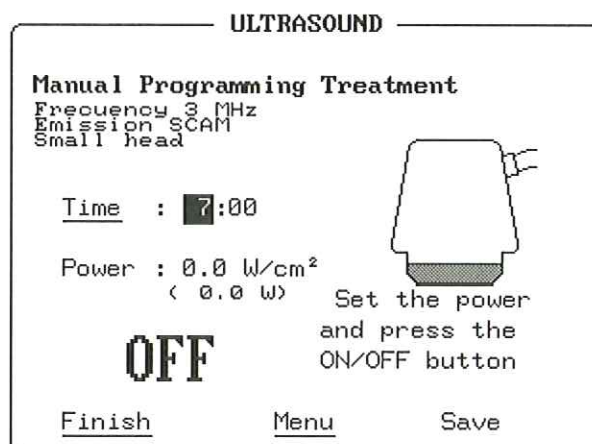 ULTRASOUND
Manual Programming Treatment
Frecuency 3 MHz
Emission SCAM
Small head
Time : 7:00
Power : 0.0 W/cm²
( 0.0 W)
Set the power
and press the
ON/OFF button
OFF
Finish Menu Save